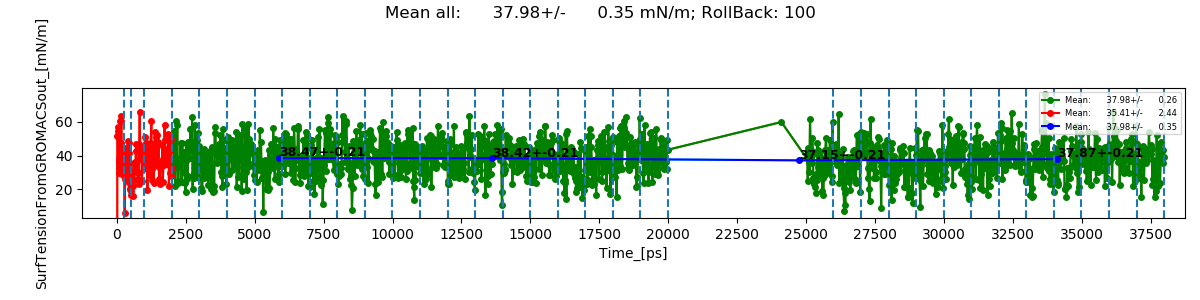 Mean all: 37.98+/- 0.35 mN/m; RollBack: 100
SurfTensionFromGROMACSout_[mN/m]
60
40
20
38.47+-0.21
38.42+-0.21
37.15+-0.21
37.87+-0.21
Mean: 37.98+/- 0.26
Mean: 35.41+/- 2.44
Mean: 37.98+/- 0.35
0 2500 5000 7500 10000 12500 15000 17500 20000 22500 25000 27500 30000 32500 35000 37500
Time_[ps]